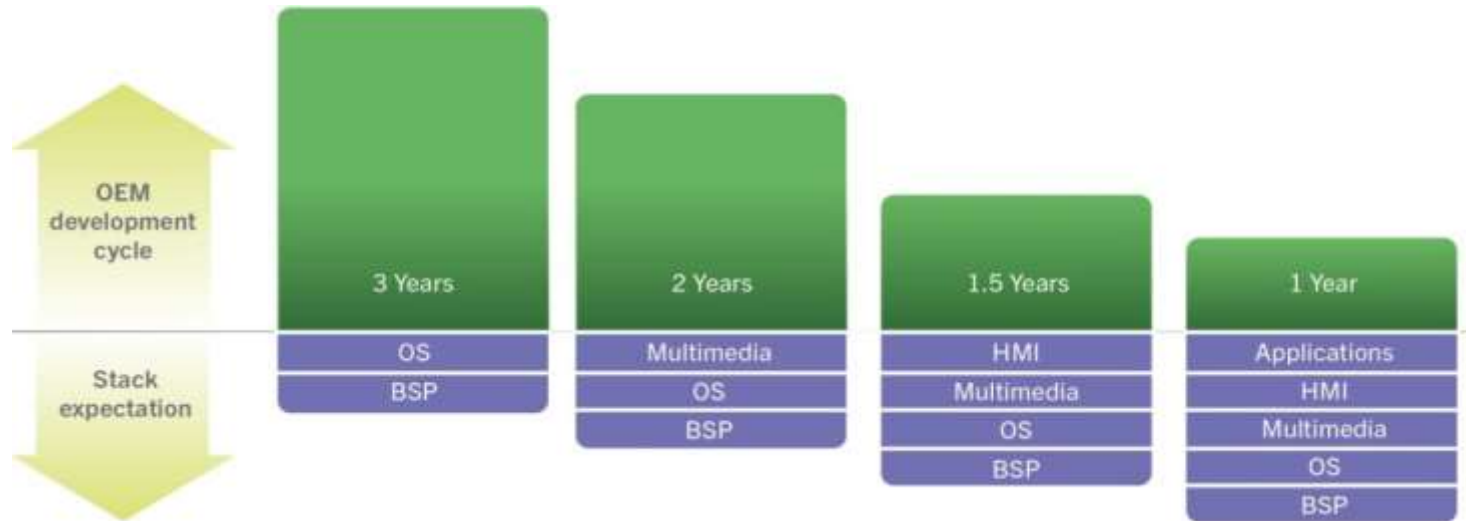 OEM
development
cycle
3 Years
2 Years
1.5 Years
1 Year
Stack
expectation
OS
BSP
Multimedia
OS
BSP
HMI
Multimedia
OS
BSP
Applications
HMI
Multimedia
OS
BSP